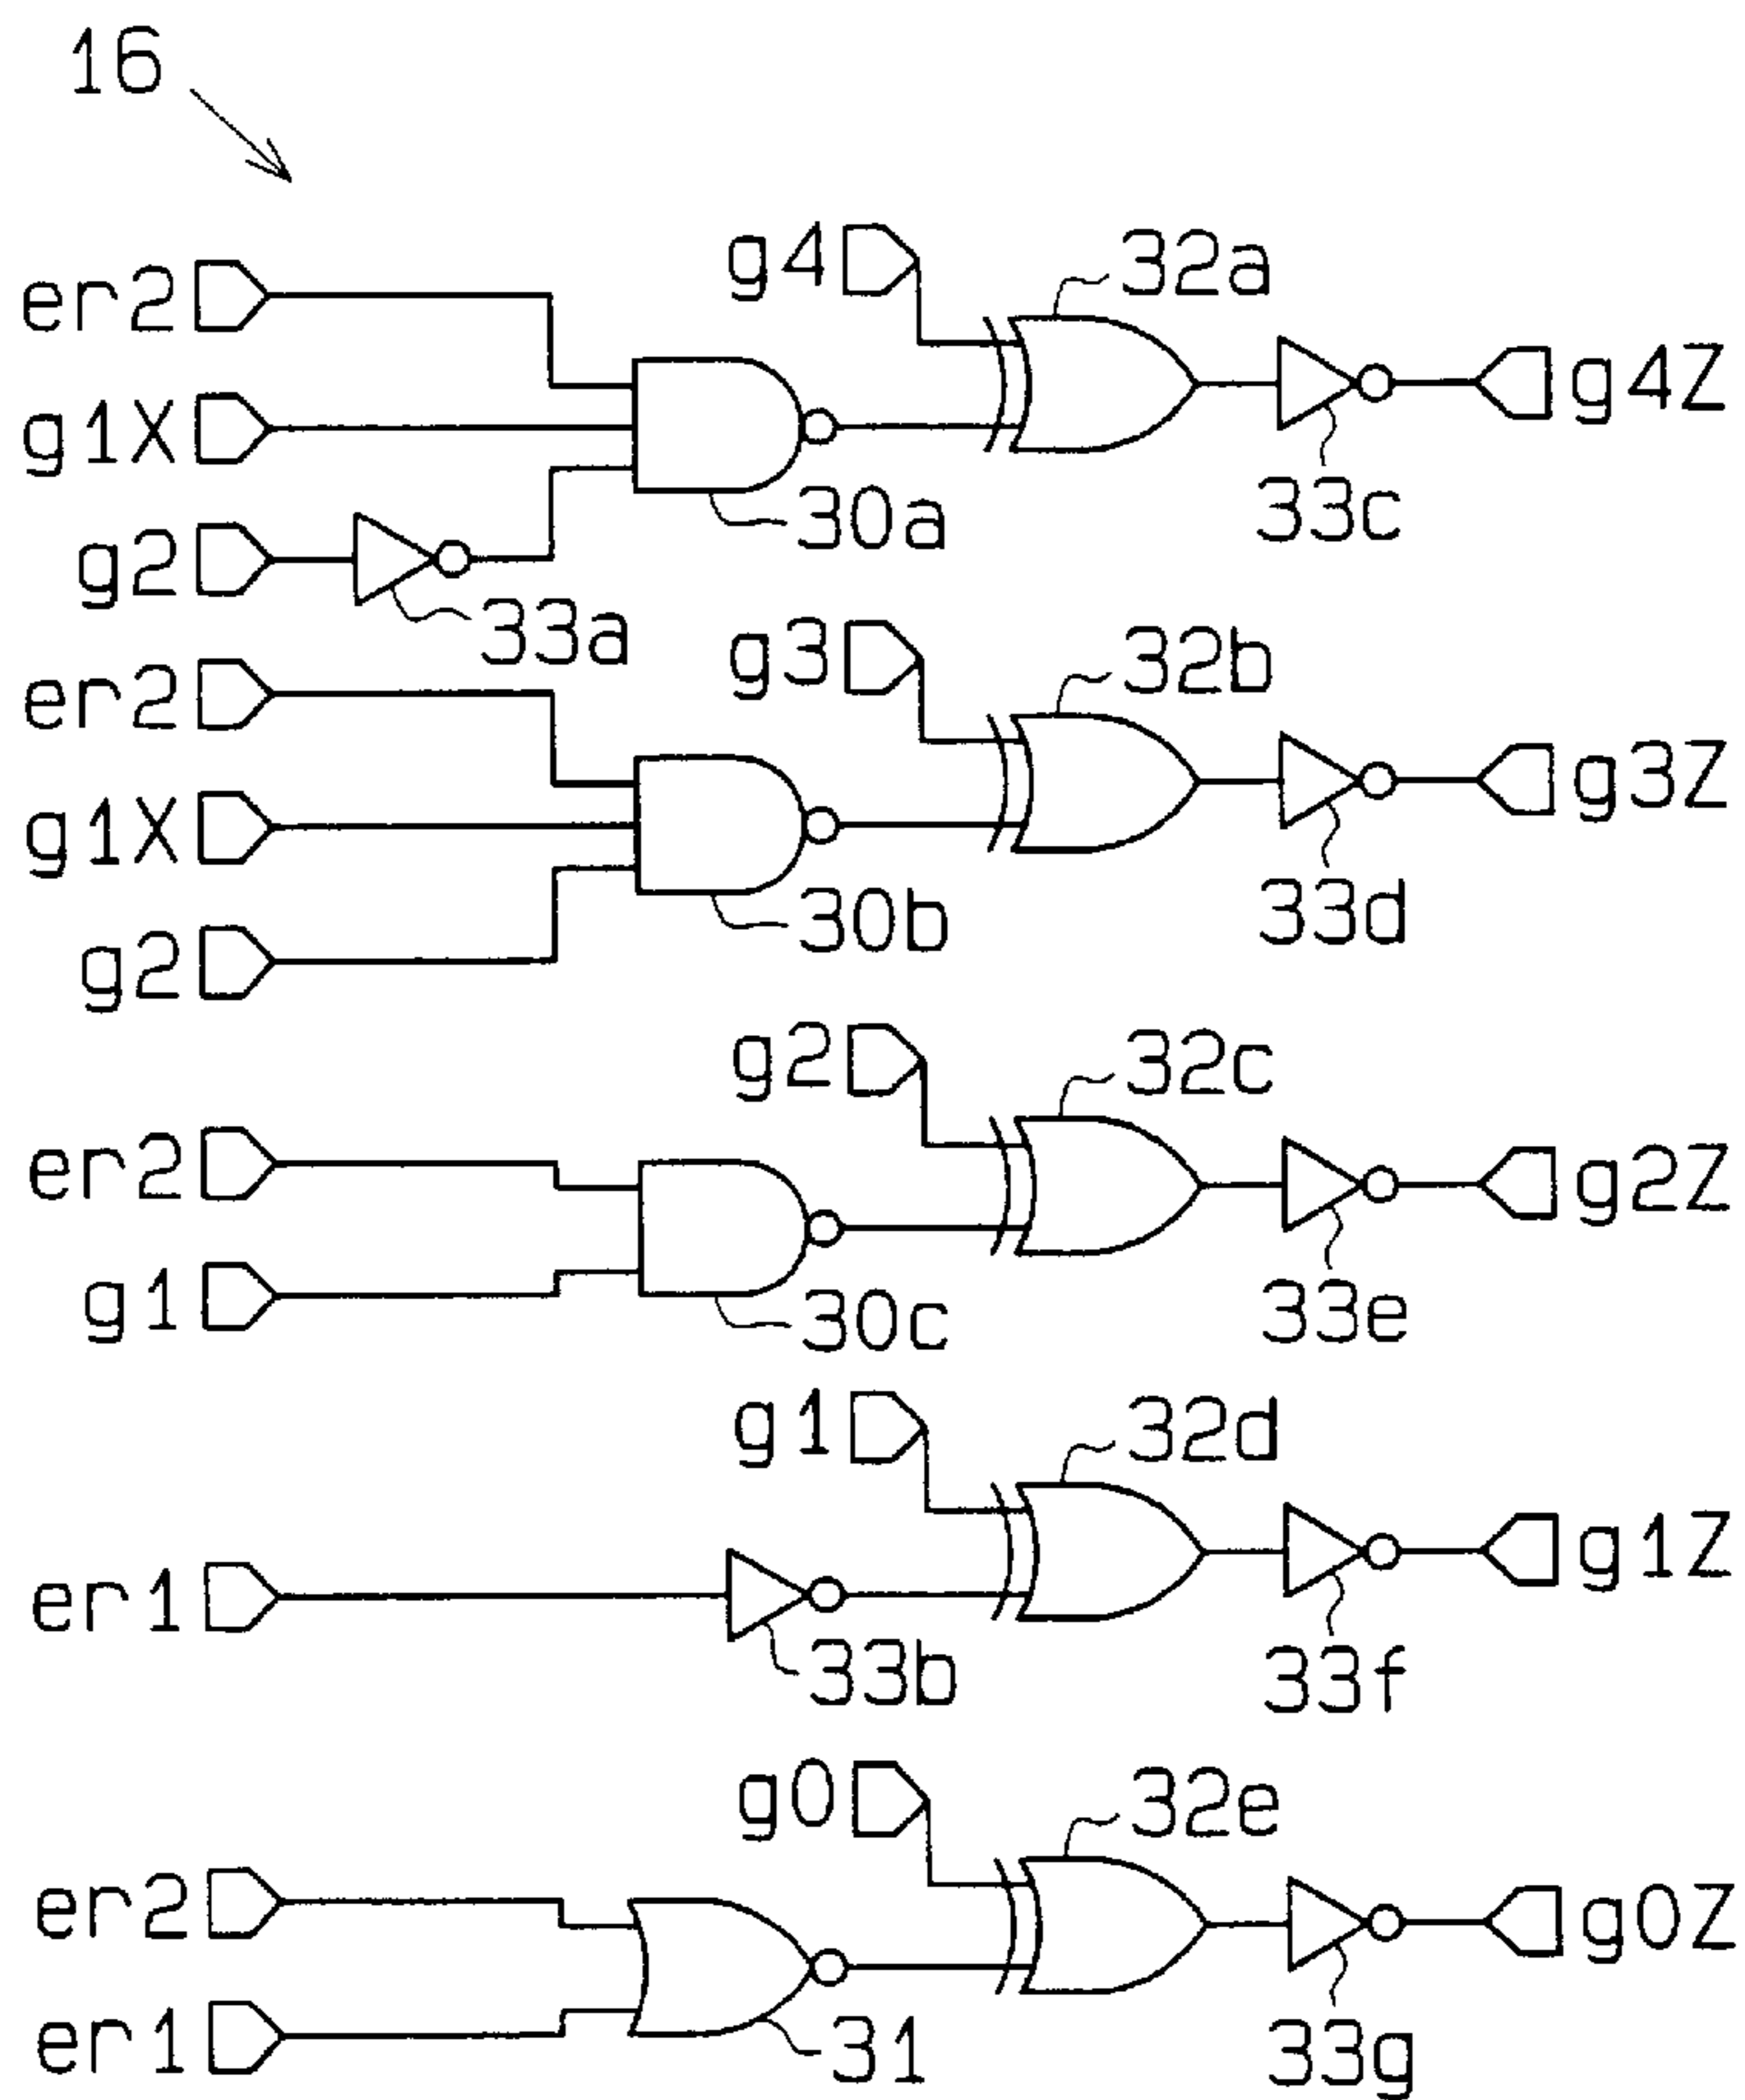 16
g4
32a
er2
g1X
g4Z
30a
33c
g2
33a
g3
32b
er2
g1X
g3Z
30b
33d
g2
g2
32c
er2
g2Z
g1
30c
33e
g1
32d
er1
g1Z
33b
33f
g0
32e
er2
g0Z
er1
31
33g